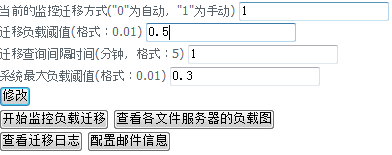 当前的监控迁移方式("0"为自动，"1"为手动) 1
迁移负载阈值(格式：0.01) 0.5
迁移查询间隔时间(分钟，格式：5) 1
系统最大负载阈值(格式：0.01) 0.3
修改
开始监控负载迁移 查看各文件服务器的负载图
查看迁移日志 配置邮件信息